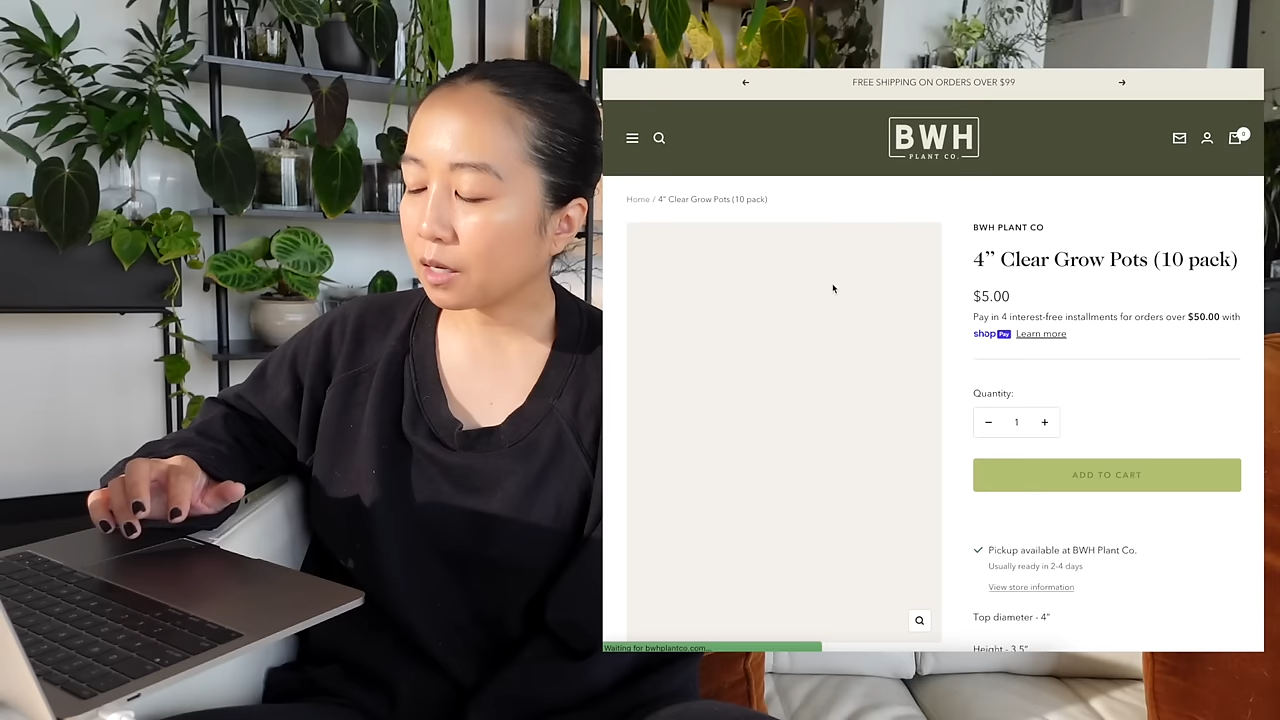 FREE SHIPPING ON ORDERS OVER $99
BWH
PLANT CO.
0
Home / 4" Clear Grow Pots (10 pack)
BWH PLANT CO
4” Clear Grow Pots (10 pack)
$5.00
Pay in 4 interest-free installments for orders over $50.00 with
shop Pay Learn more
Quantity:
− 1 +
ADD TO CART
Pickup available at BWH Plant Co.
Usually ready in 2-4 days
View store information
Top diameter - 4"
Height - 3.5"
Waiting for bwhplantco.com...